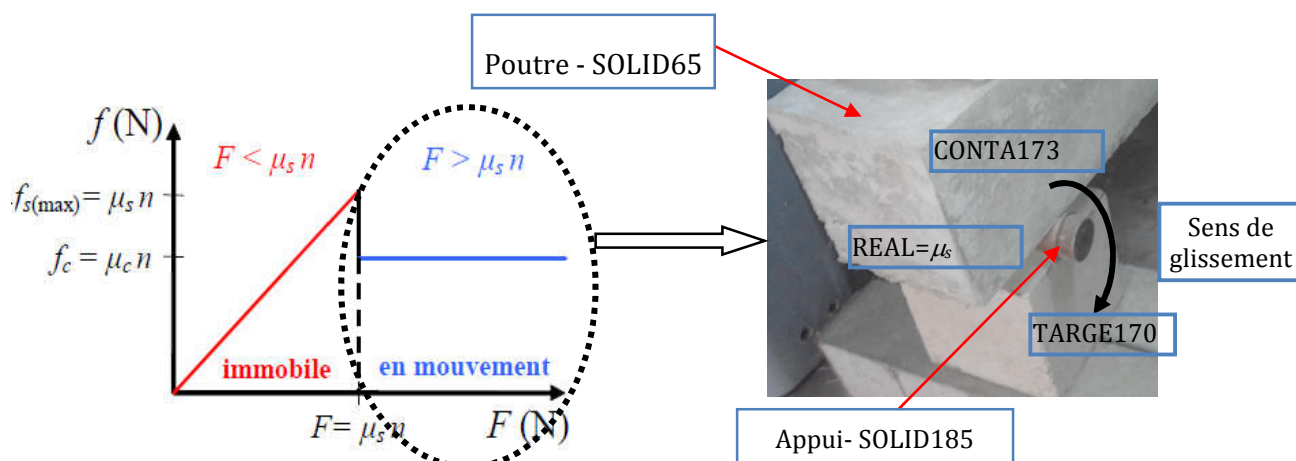 Poutre - SOLID65
f (N)
F < μs n
F > μs n
fs(max) = μs n
fc = μc n
immobile
en mouvement
F = μs n
F (N)
CONTA173
REAL=μs
Sens de
glissement
TARGE170
Appui- SOLID185